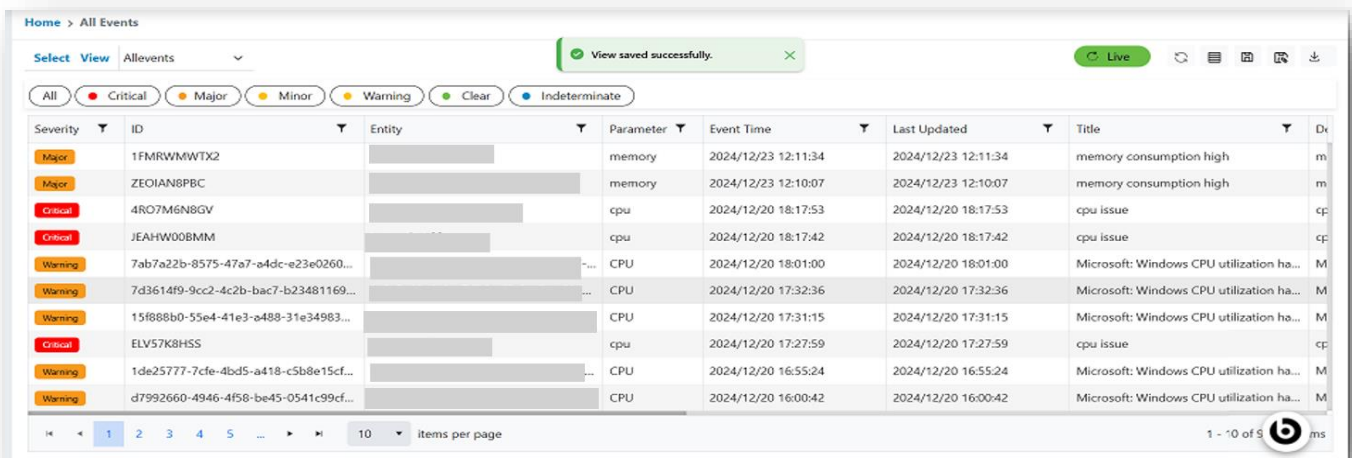 Home > All Events
Select View Allevents View saved successfully. Live
All Critical Major Minor Warning Clear Indeterminate
Severity ID Entity Parameter Event Time Last Updated Title
Major 1FMRWMWTX2 memory 2024/12/23 12:11:34 2024/12/23 12:11:34 memory consumption high m
Major ZEOIAN8PBC memory 2024/12/23 12:10:07 2024/12/23 12:10:07 memory consumption high m
Critical 4RO7M6N8GV cpu 2024/12/20 18:17:53 2024/12/20 18:17:53 cpu issue cp
Critical JEAHW00BMM cpu 2024/12/20 18:17:42 2024/12/20 18:17:42 cpu issue cp
Warning 7ab7a22b-8575-47a7-a4dc-e23e0260... -... CPU 2024/12/20 18:01:00 2024/12/20 18:01:00 Microsoft: Windows CPU utilization ha... M
Warning 7d3614f9-9cc2-4c2b-bac7-b23481169... ... CPU 2024/12/20 17:32:36 2024/12/20 17:32:36 Microsoft: Windows CPU utilization ha... M
Warning 15f888b0-55e4-41e3-a488-31e34983... CPU 2024/12/20 17:31:15 2024/12/20 17:31:15 Microsoft: Windows CPU utilization ha... M
Critical ELV57K8HSS cpu 2024/12/20 17:27:59 2024/12/20 17:27:59 cpu issue cp
Warning 1de25777-7cfe-4bd5-a418-c5b8e15cf... ... CPU 2024/12/20 16:55:24 2024/12/20 16:55:24 Microsoft: Windows CPU utilization ha... M
Warning d7992660-4946-4f58-be45-0541c99cf... CPU 2024/12/20 16:00:42 2024/12/20 16:00:42 Microsoft: Windows CPU utilization ha... M
1 2 3 4 5 ... 10 items per page 1 - 10 of 9 ms